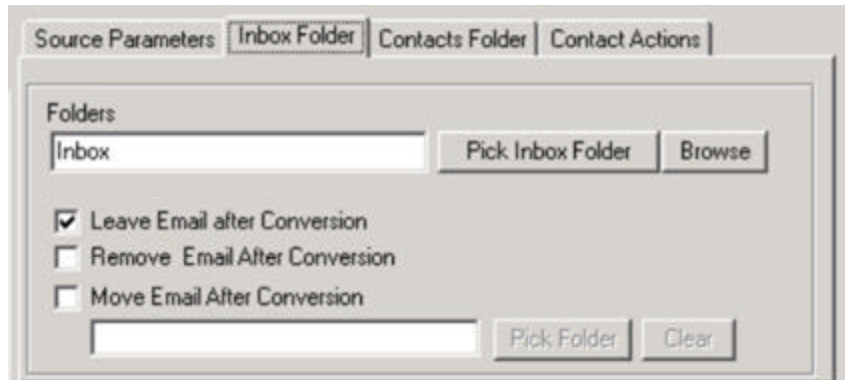 Source Parameters Inbox Folder Contacts Folder Contact Actions
Folders
Inbox Pick Inbox Folder Browse
Leave Email after Conversion
Remove Email After Conversion
Move Email After Conversion
Pick Folder Clear